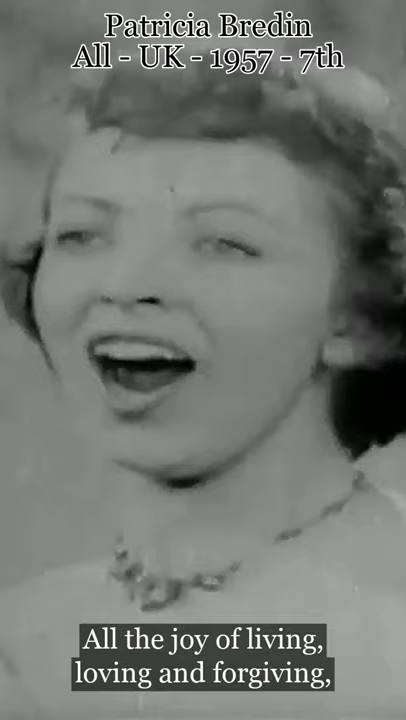 Patricia Bredin
All - UK - 1957 - 7th
All the joy of living,
loving and forgiving,